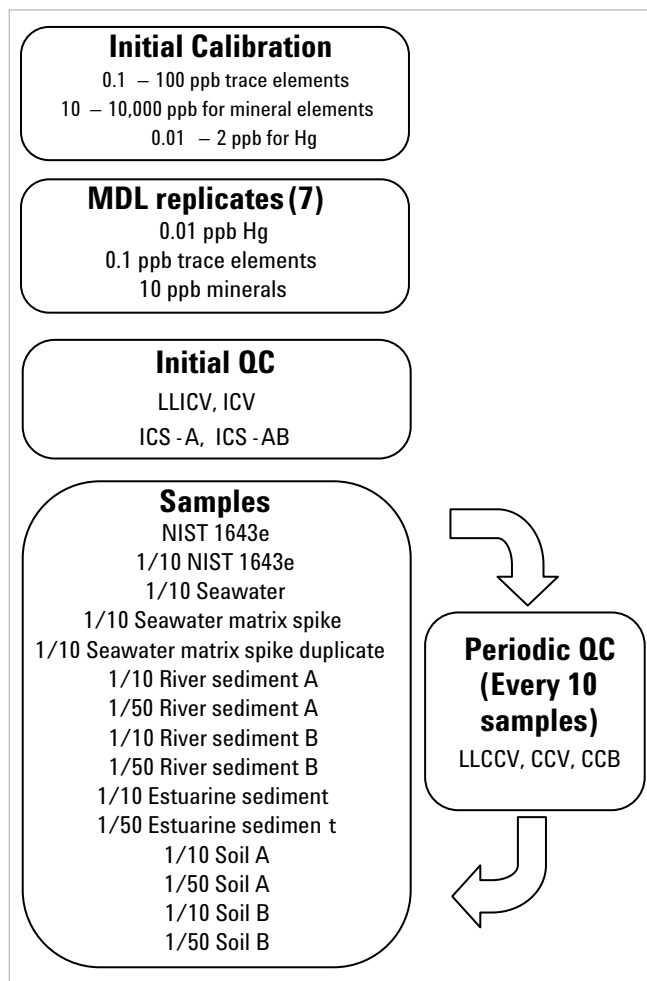 Initial Calibration
0.1 – 100 ppb trace elements
10 – 10,000 ppb for mineral elements
0.01 – 2 ppb for Hg
MDL replicates (7)
0.01 ppb Hg
0.1 ppb trace elements
10 ppb minerals
Initial QC
LLICV, ICV
ICS -A, ICS -AB
Samples
NIST 1643e
1/10 NIST 1643e
1/10 Seawater
1/10 Seawater matrix spike
1/10 Seawater matrix spike duplicate
1/10 River sediment A
1/50 River sediment A
1/10 River sediment B
1/50 River sediment B
1/10 Estuarine sediment
1/50 Estuarine sedimen t
1/10 Soil A
1/50 Soil A
1/10 Soil B
1/50 Soil B
Periodic QC
(Every 10
samples)
LLCCV, CCV, CCB